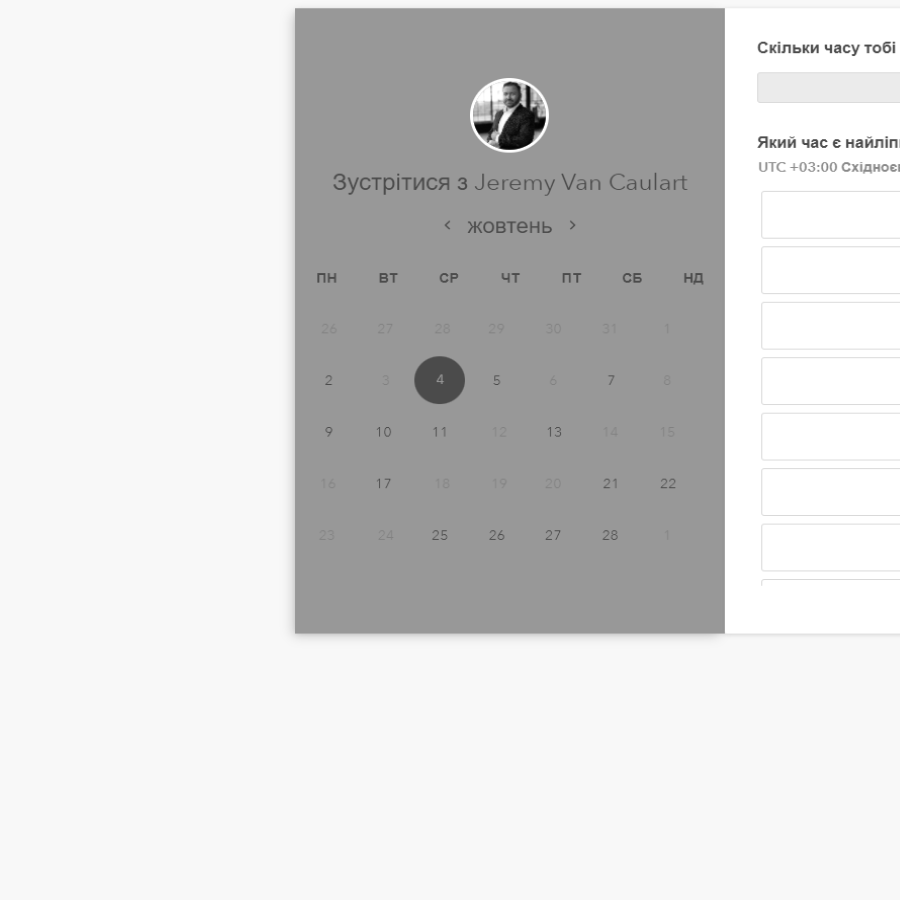 Зустрітися з Jeremy Van Caulart
жовтень
ПН ВТ СР ЧТ ПТ СБ НД
26 27 28 29 30 31 1
2 3 4 5 6 7 8
9 10 11 12 13 14 15
16 17 18 19 20 21 22
23 24 25 26 27 28 1
Скільки часу тобі
Який час є найліп
UTC +03:00 Східноє